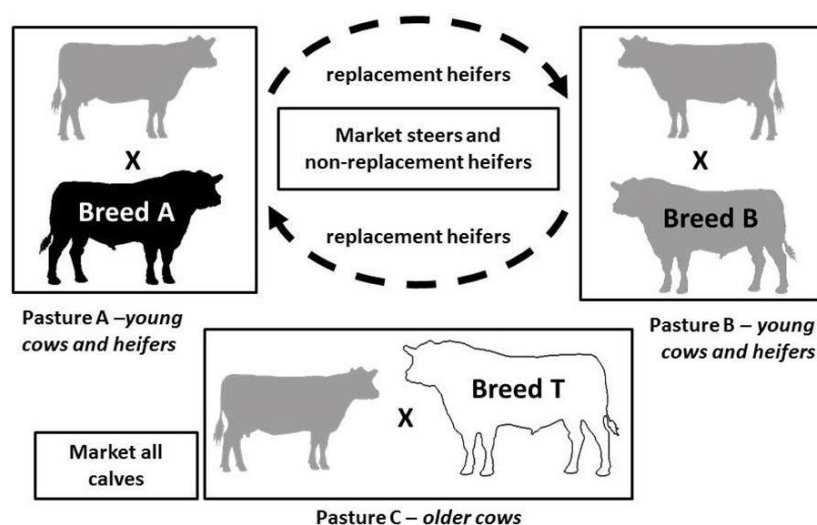 replacement heifers
Market steers and
non-replacement heifers
replacement heifers
X
Breed A
X
Breed B
Pasture A –young
cows and heifers
Pasture B – young
cows and heifers
X
Breed T
Market all
calves
Pasture C – older cows